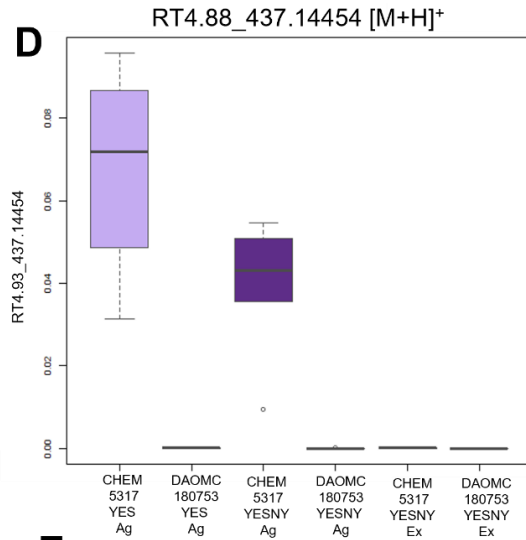 D
RT4.88_437.14454 [M+H]⁺
RT4.93_437.14454
0.08
0.06
0.04
0.02
0.00
CHEM
5317
YES
Ag
DAOMC
180753
YES
Ag
CHEM
5317
YESNY
Ag
DAOMC
180753
YESNY
Ag
CHEM
5317
YESNY
Ex
DAOMC
180753
YESNY
Ex